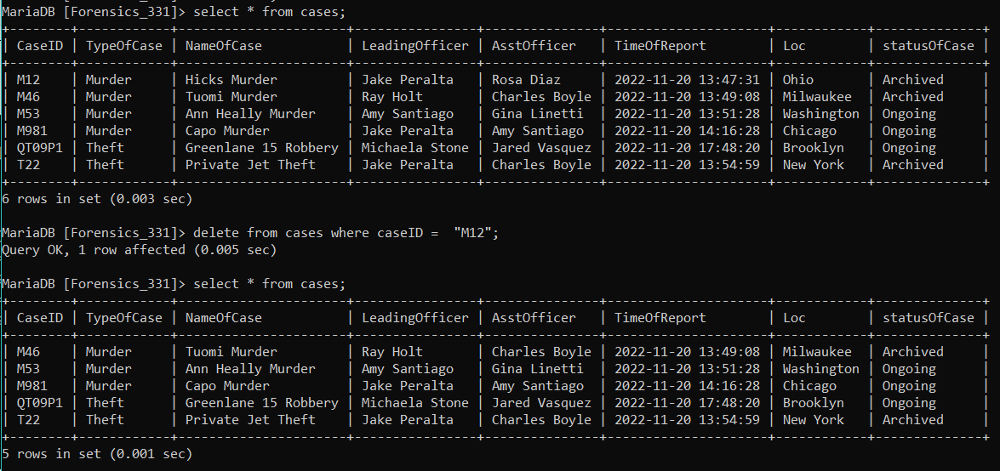 MariaDB [Forensics_331]> select * from cases;
+--------+------------+----------------------+----------------+---------------+---------------------+------------+--------------+
| CaseID | TypeOfCase | NameOfCase           | LeadingOfficer | AsstOfficer   | TimeOfReport        | Loc        | statusOfCase |
+--------+------------+----------------------+----------------+---------------+---------------------+------------+--------------+
| M12    | Murder     | Hicks Murder         | Jake Peralta   | Rosa Diaz     | 2022-11-20 13:47:31 | Ohio       | Archived     |
| M46    | Murder     | Tuomi Murder         | Ray Holt       | Charles Boyle | 2022-11-20 13:49:08 | Milwaukee  | Archived     |
| M53    | Murder     | Ann Heally Murder    | Amy Santiago   | Gina Linetti  | 2022-11-20 13:51:28 | Washington | Ongoing      |
| M981   | Murder     | Capo Murder          | Jake Peralta   | Amy Santiago  | 2022-11-20 14:16:28 | Chicago    | Ongoing      |
| QT09P1 | Theft      | Greenlane 15 Robbery | Michaela Stone | Jared Vasquez | 2022-11-20 17:48:20 | Brooklyn   | Ongoing      |
| T22    | Theft      | Private Jet Theft    | Jake Peralta   | Charles Boyle | 2022-11-20 13:54:59 | New York   | Archived     |
+--------+------------+----------------------+----------------+---------------+---------------------+------------+--------------+
6 rows in set (0.003 sec)

MariaDB [Forensics_331]> delete from cases where caseID =  "M12";
Query OK, 1 row affected (0.005 sec)

MariaDB [Forensics_331]> select * from cases;
+--------+------------+----------------------+----------------+---------------+---------------------+------------+--------------+
| CaseID | TypeOfCase | NameOfCase           | LeadingOfficer | AsstOfficer   | TimeOfReport        | Loc        | statusOfCase |
+--------+------------+----------------------+----------------+---------------+---------------------+------------+--------------+
| M46    | Murder     | Tuomi Murder         | Ray Holt       | Charles Boyle | 2022-11-20 13:49:08 | Milwaukee  | Archived     |
| M53    | Murder     | Ann Heally Murder    | Amy Santiago   | Gina Linetti  | 2022-11-20 13:51:28 | Washington | Ongoing      |
| M981   | Murder     | Capo Murder          | Jake Peralta   | Amy Santiago  | 2022-11-20 14:16:28 | Chicago    | Ongoing      |
| QT09P1 | Theft      | Greenlane 15 Robbery | Michaela Stone | Jared Vasquez | 2022-11-20 17:48:20 | Brooklyn   | Ongoing      |
| T22    | Theft      | Private Jet Theft    | Jake Peralta   | Charles Boyle | 2022-11-20 13:54:59 | New York   | Archived     |
+--------+------------+----------------------+----------------+---------------+---------------------+------------+--------------+
5 rows in set (0.001 sec)